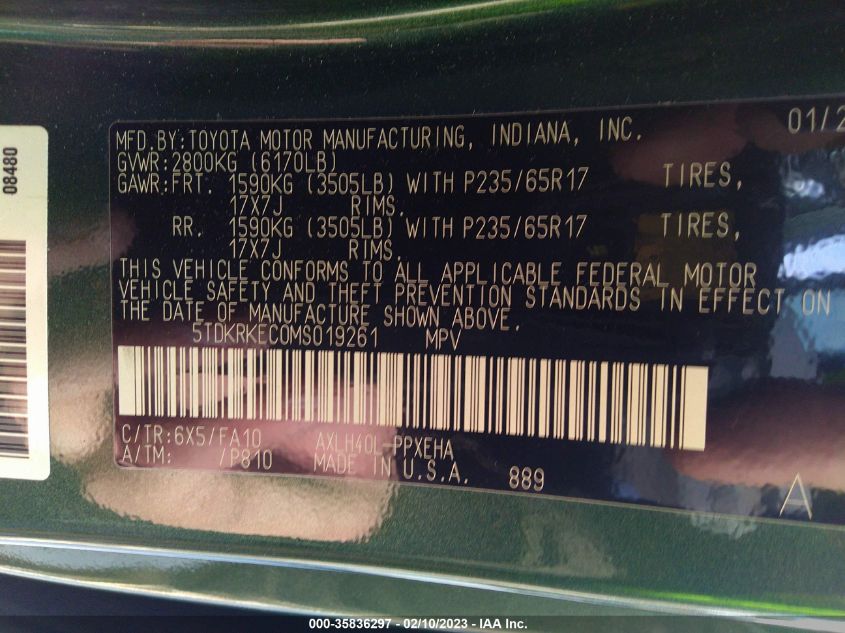 MFD.BY:TOYOTA MOTOR MANUFACTURING, INDIANA, INC. 01/2
GVWR:2800KG (6170LB)
GAWR:FRT. 1590KG (3505LB) WITH P235/65R17 TIRES,
17X7J RIMS,
RR. 1590KG (3505LB) WITH P235/65R17 TIRES,
17X7J RIMS.
THIS VEHICLE CONFORMS TO ALL APPLICABLE FEDERAL MOTOR
VEHICLE SAFETY AND THEFT PREVENTION STANDARDS IN EFFECT ON
THE DATE OF MANUFACTURE SHOWN ABOVE.
5TDKRKEC0MS019261 MPV
C/TR:6X5/FA10 AXLH40L-PPXEHA
A/TM: /P810 MADE IN U.S.A. 889
A
08480
000-35836297 - 02/10/2023 - IAA Inc.